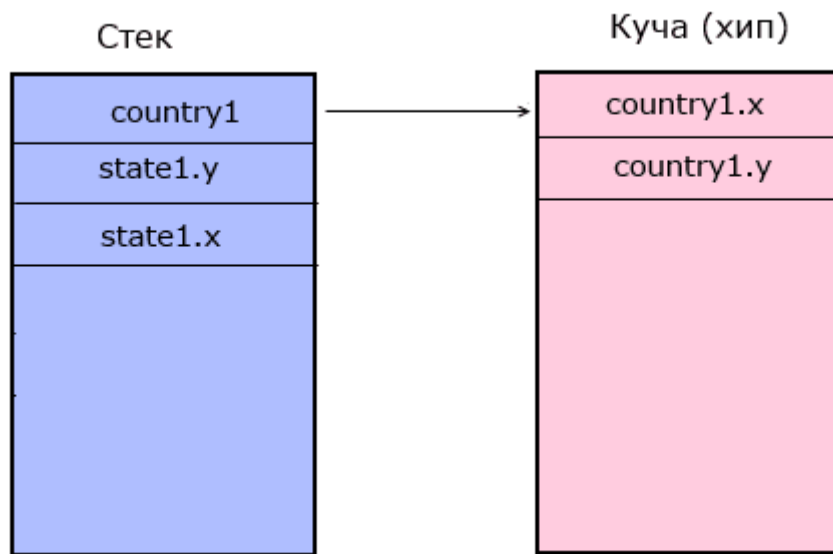 Стек
Куча (хип)
country1
country1.x
state1.y
country1.y
state1.x